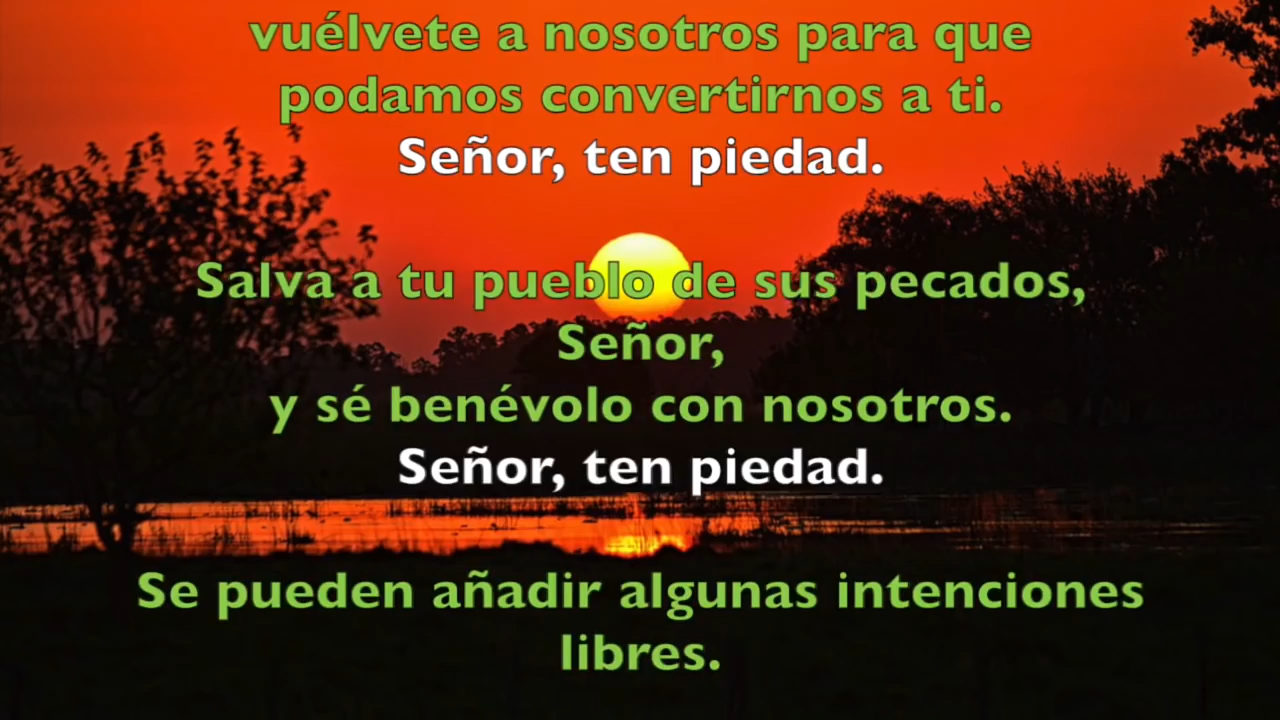 vuélvete a nosotros para que
podamos convertirnos a ti.
Señor, ten piedad.
Salva a tu pueblo de sus pecados,
Señor,
y sé benévolo con nosotros.
Señor, ten piedad.
Se pueden añadir algunas intenciones
libres.